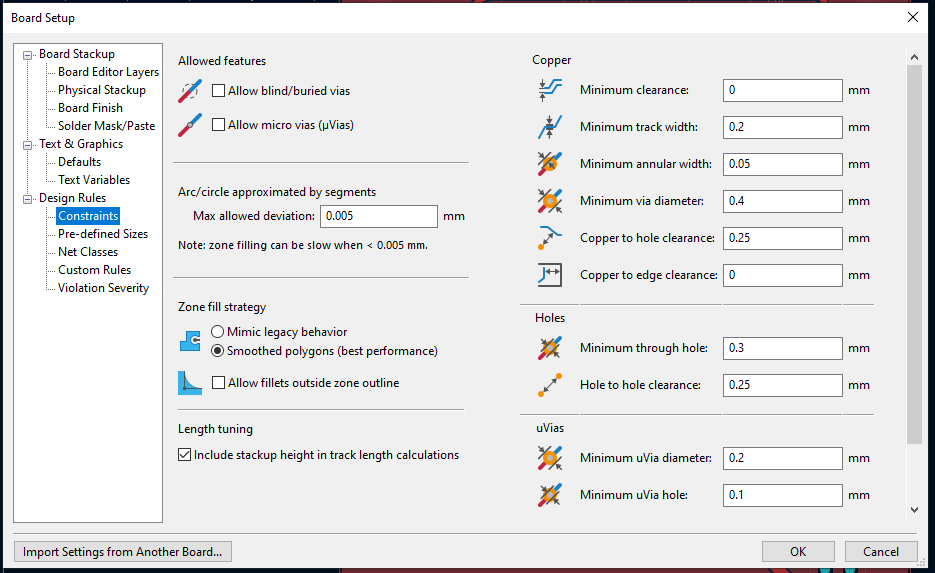 Board Setup
Board Stackup
Board Editor Layers
Physical Stackup
Board Finish
Solder Mask/Paste
Text & Graphics
Defaults
Text Variables
Design Rules
Constraints
Pre-defined Sizes
Net Classes
Custom Rules
Violation Severity
Allowed features
Allow blind/buried vias
Allow micro vias (µVias)
Arc/circle approximated by segments
Max allowed deviation: 0.005 mm
Note: zone filling can be slow when < 0.005 mm.
Zone fill strategy
Mimic legacy behavior
Smoothed polygons (best performance)
Allow fillets outside zone outline
Length tuning
Include stackup height in track length calculations
Copper
Minimum clearance: 0 mm
Minimum track width: 0.2 mm
Minimum annular width: 0.05 mm
Minimum via diameter: 0.4 mm
Copper to hole clearance: 0.25 mm
Copper to edge clearance: 0 mm
Holes
Minimum through hole: 0.3 mm
Hole to hole clearance: 0.25 mm
uVias
Minimum uVia diameter: 0.2 mm
Minimum uVia hole: 0.1 mm
Import Settings from Another Board...
OK
Cancel